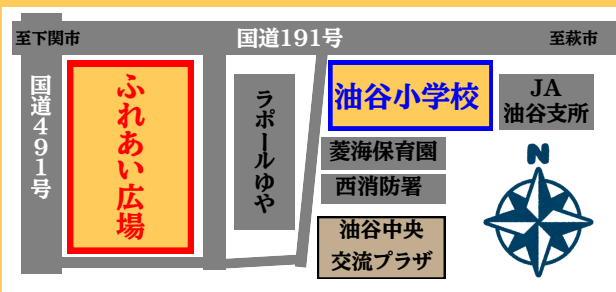 至下関市
国道191号
至萩市
国道491号
ふれあい広場
ラポールゆや
油谷小学校
JA
油谷支所
菱海保育園
西消防署
油谷中央
交流プラザ
N